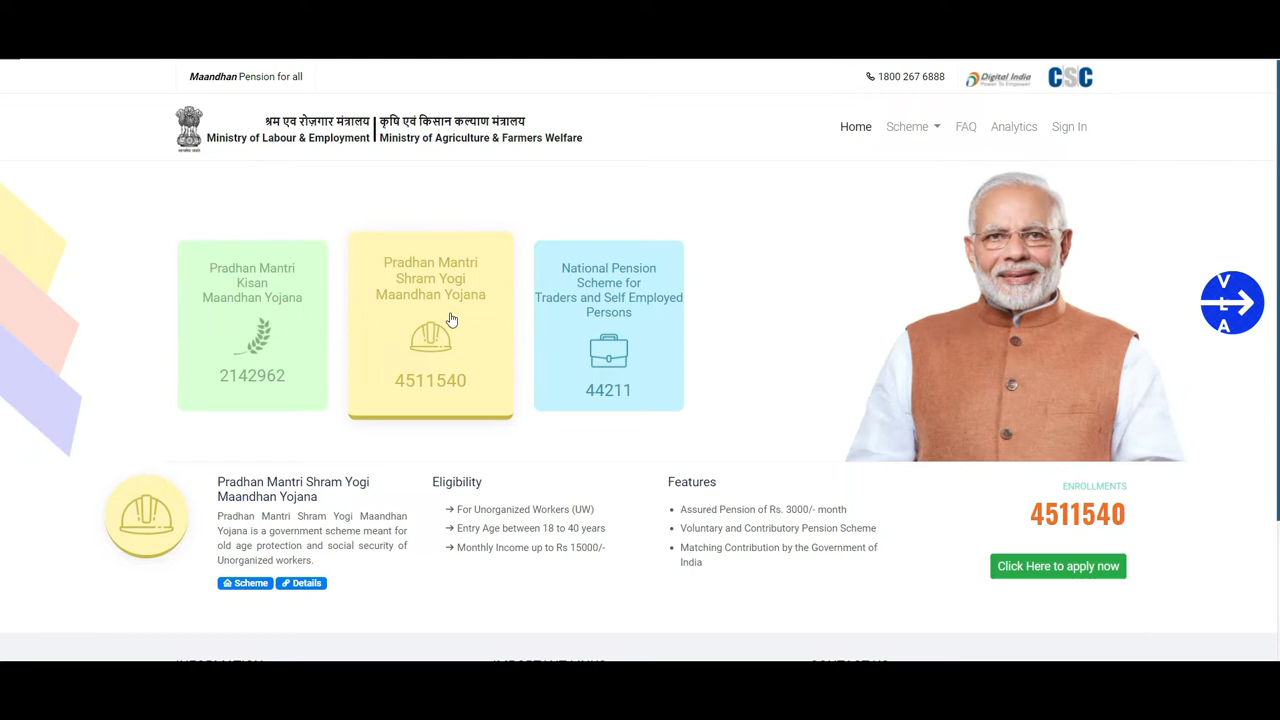 Maandhan Pension for all
1800 267 6888
Digital India
Power To Empower
CSC
श्रम एवं रोज़गार मंत्रालय
Ministry of Labour & Employment
कृषि एवं किसान कल्याण मंत्रालय
Ministry of Agriculture & Farmers Welfare
Home
Scheme
FAQ
Analytics
Sign In
Pradhan Mantri
Kisan
Maandhan Yojana
2142962
Pradhan Mantri
Shram Yogi
Maandhan Yojana
4511540
National Pension
Scheme for
Traders and Self Employed
Persons
44211
V
L
A
Pradhan Mantri Shram Yogi
Maandhan Yojana
Pradhan Mantri Shram Yogi Maandhan
Yojana is a government scheme meant for
old age protection and social security of
Unorganized workers.
Scheme
Details
Eligibility
→ For Unorganized Workers (UW)
→ Entry Age between 18 to 40 years
→ Monthly Income up to Rs 15000/-
Features
• Assured Pension of Rs. 3000/- month
• Voluntary and Contributory Pension Scheme
• Matching Contribution by the Government of
India
ENROLLMENTS
4511540
Click Here to apply now